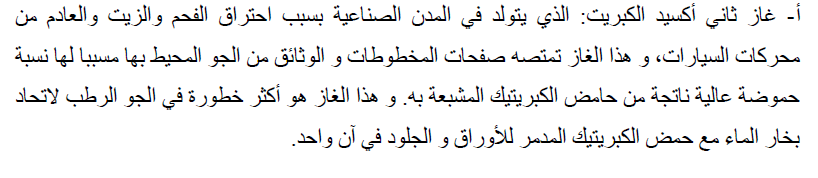 أ- غاز ثاني أكسيد الكبريت: الذي يتولد في المدن الصناعية بسبب احتراق الفحم والزيت والعادم من
محركات السيارات، و هذا الغاز تمتصه صفحات المخطوطات و الوثائق من الجو المحيط بها مسببا لها نسبة
حموضة عالية ناتجة من حامض الكبريتيك المشبعة به. و هذا الغاز هو أكثر خطورة في الجو الرطب لاتحاد
بخار الماء مع حمض الكبريتيك المدمر للأوراق و الجلود في آن واحد.